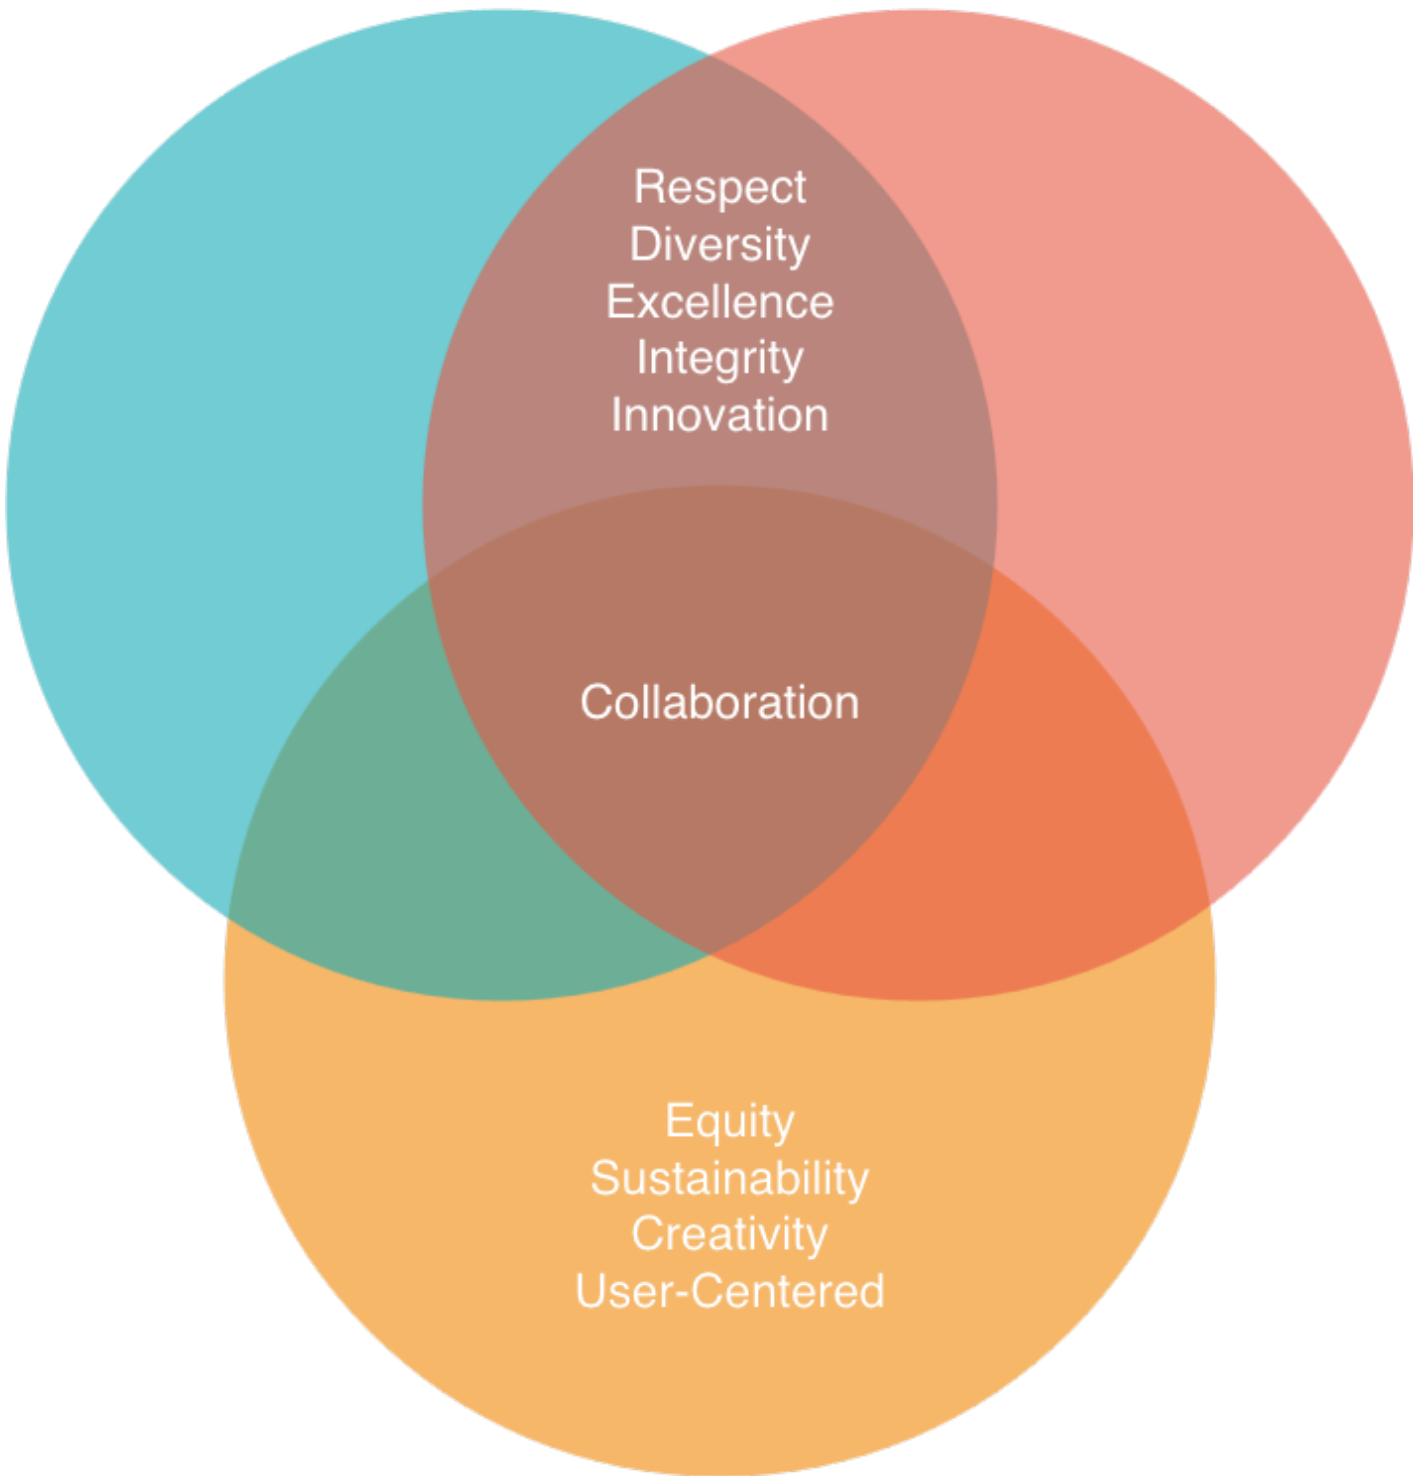 Respect
Diversity
Excellence
Integrity
Innovation
Collaboration
Equity
Sustainability
Creativity
User-Centered